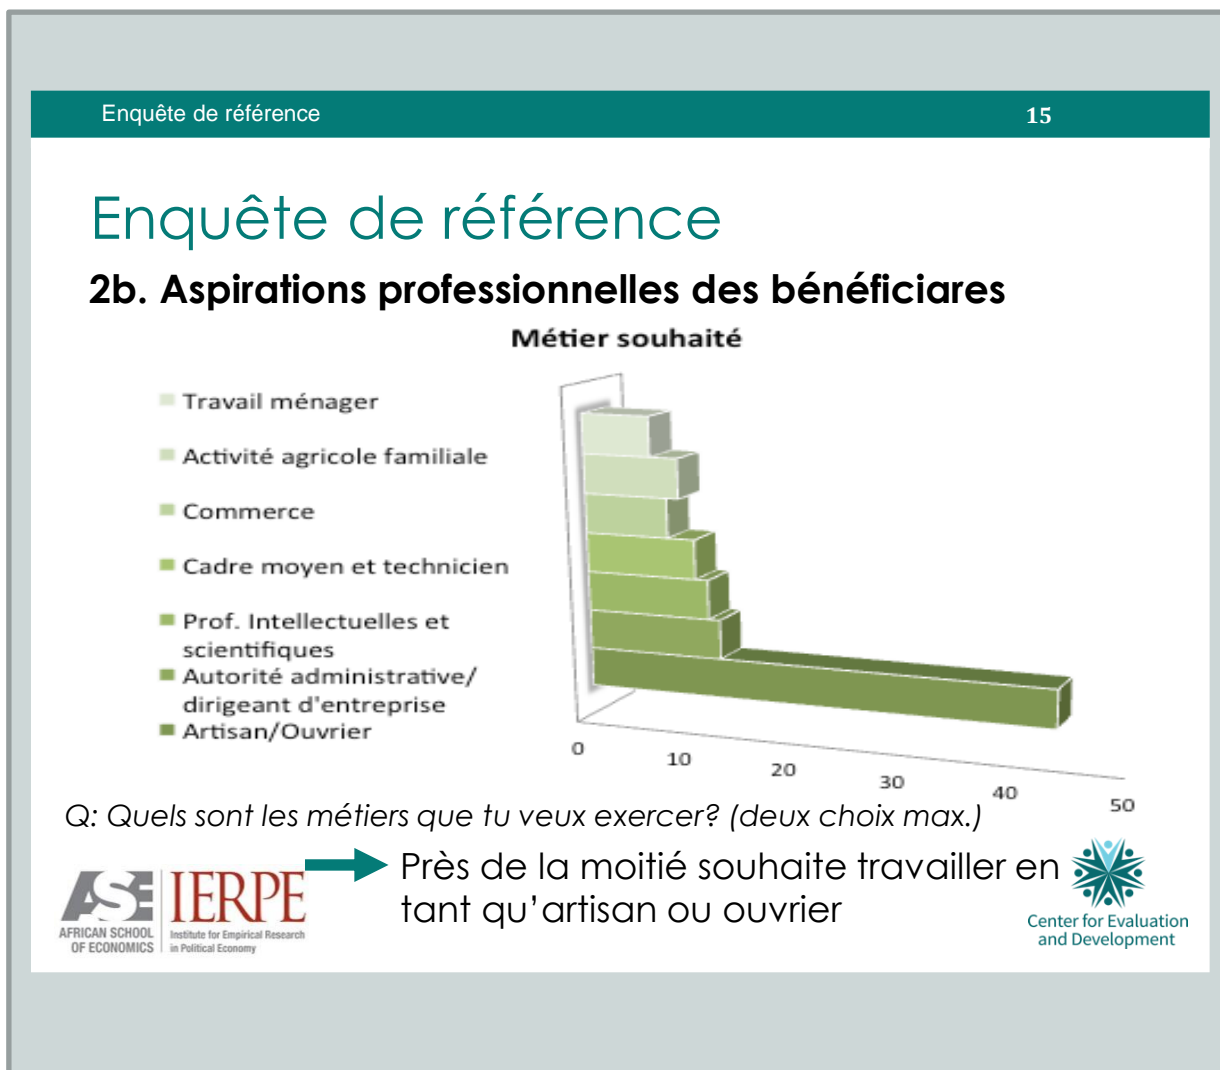 Enquête de référence
15
Enquête de référence
2b. Aspirations professionnelles des bénéficiares
Métier souhaité
Travail ménager
Activité agricole familiale
Commerce
Cadre moyen et technicien
Prof. Intellectuelles et
scientifiques
Autorité administrative/
dirigeant d'entreprise
Artisan/Ouvrier
0
10
20
30
40
50
Q: Quels sont les métiers que tu veux exercer? (deux choix max.)
Près de la moitié souhaite travailler en
tant qu’artisan ou ouvrier
ASE
AFRICAN SCHOOL
OF ECONOMICS
IERPE
Institute for Empirical Research
in Political Economy
Center for Evaluation
and Development